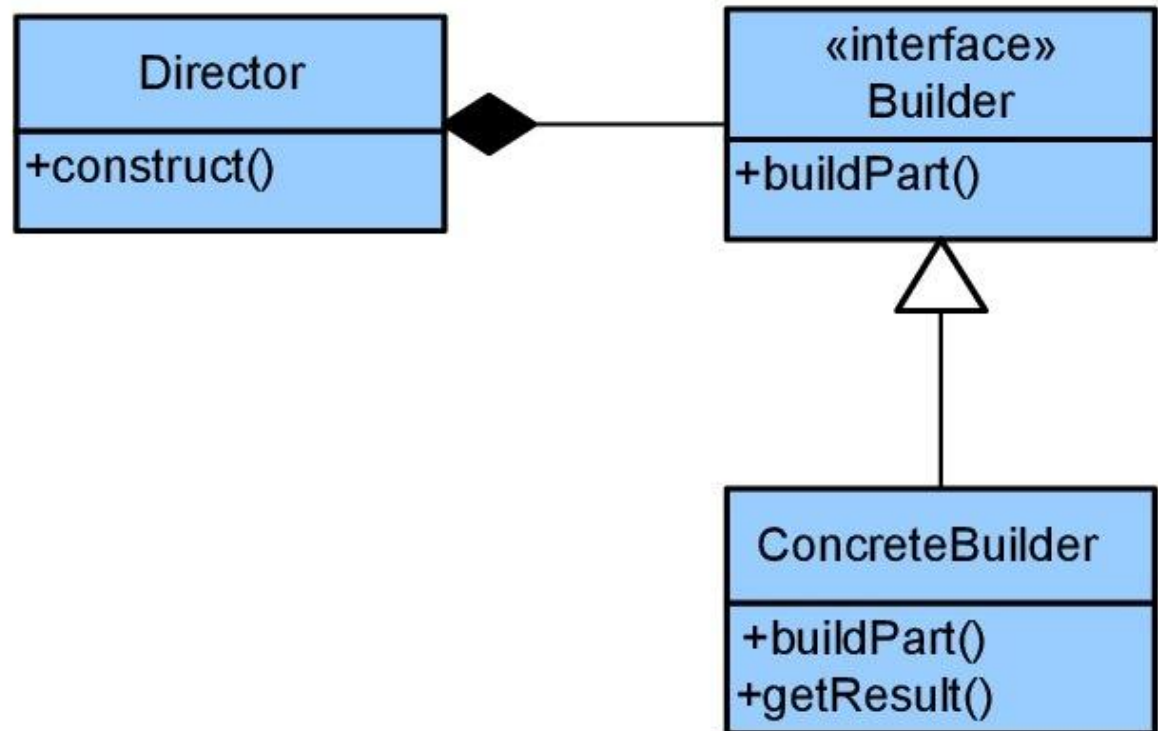 Director
+construct()
«interface»
Builder
+buildPart()
ConcreteBuilder
+buildPart()
+getResult()